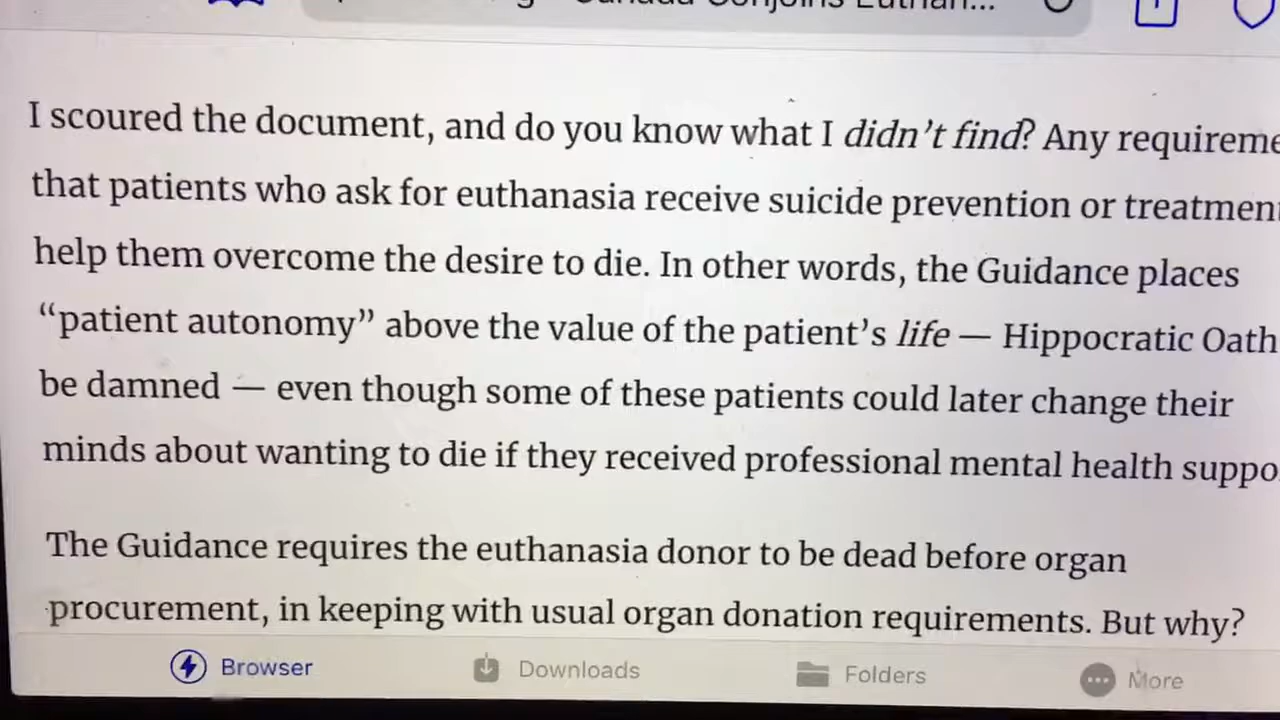 I scoured the document, and do you know what I didn't find? Any
that patients who ask for euthanasia receive suicide prevention or
help them overcome the desire to die. In other words, the Guidance places
“patient autonomy” above the value of the patient’s life — Hippocratic Oath
be damned — even though some of these patients could later change their
minds about wanting to die if they received professional mental health
The Guidance requires the euthanasia donor to be dead before organ
procurement, in keeping with usual organ donation requirements. But why?
Browser
Downloads
Folders
More